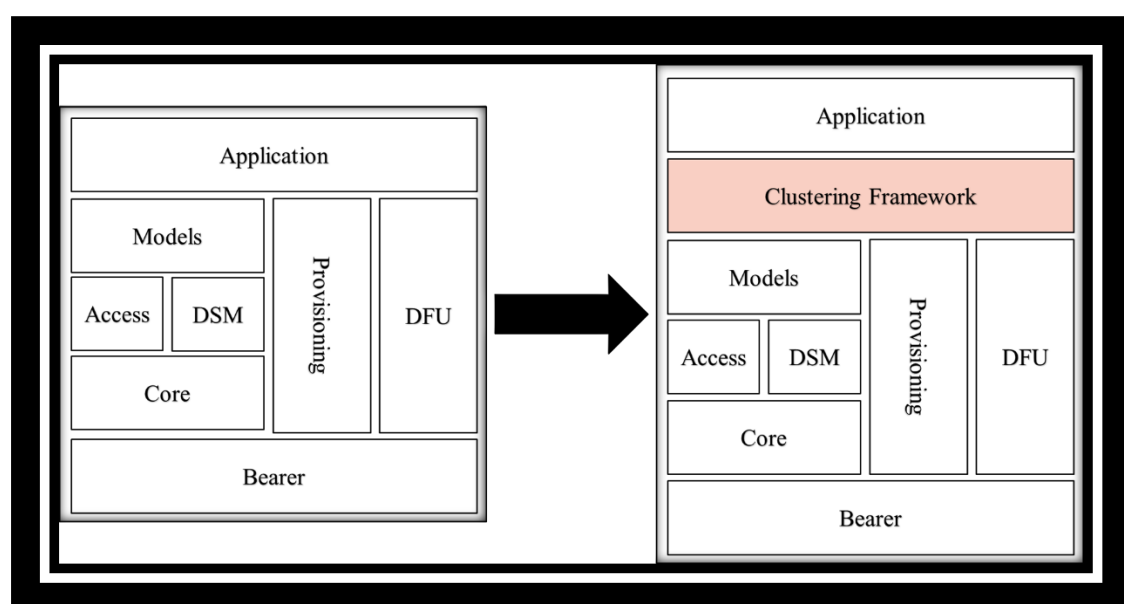 Application
Models
Provisioning
DFU
Access
DSM
Core
Bearer
Application
Clustering Framework
Models
Provisioning
DFU
Access
DSM
Core
Bearer